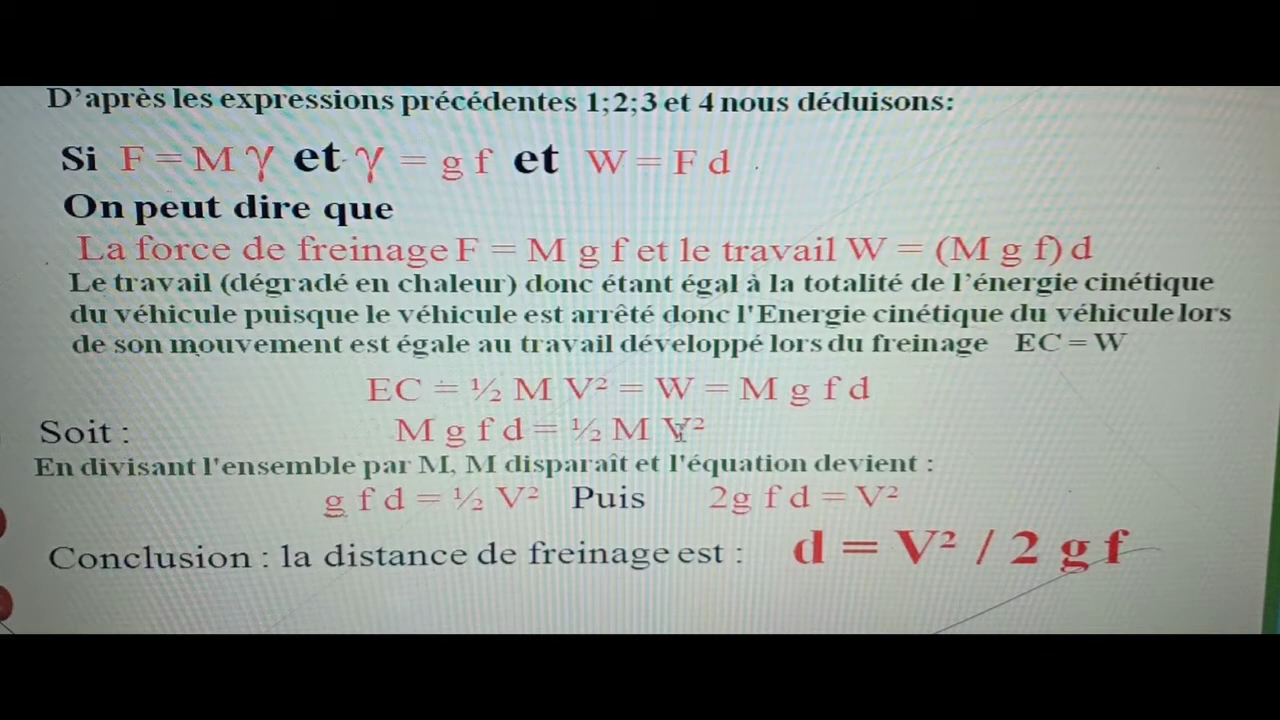 D'après les expressions précédentes 1;2;3 et 4 nous déduisons:
Si F = M γ et γ = g f et W = F d
On peut dire que
La force de freinage F = M g f et le travail W = (M g f) d
Le travail (dégradé en chaleur) donc étant égal à la totalité de l'énergie cinétique
du véhicule puisque le véhicule est arrêté donc l'Energie cinétique du véhicule lors
de son mouvement est égale au travail développé lors du freinage EC = W
EC = ½ M V² = W = M g f d
Soit : M g f d = ½ M V²
En divisant l'ensemble par M, M disparaît et l'équation devient :
g f d = ½ V² Puis 2g f d = V²
Conclusion : la distance de freinage est : d = V² / 2 g f